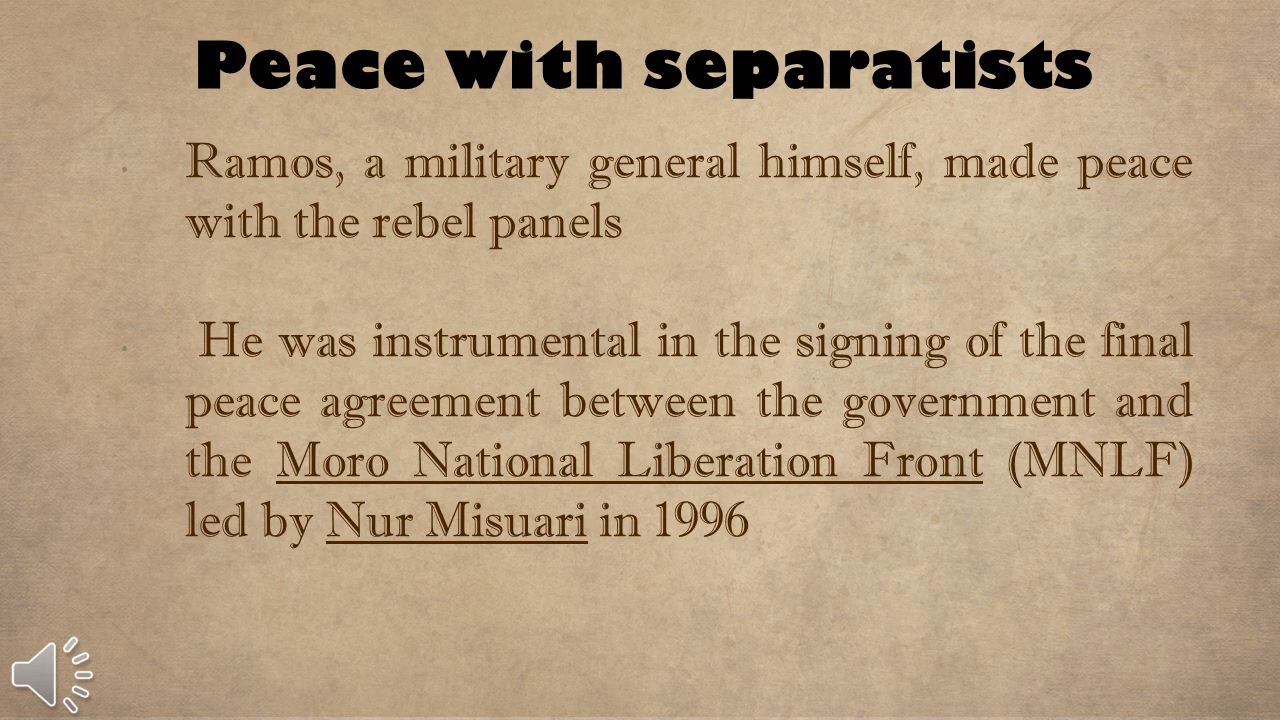 Peace with separatists
Ramos, a military general himself, made peace
with the rebel panels
He was instrumental in the signing of the final
peace agreement between the government and
the Moro National Liberation Front (MNLF)
led by Nur Misuari in 1996